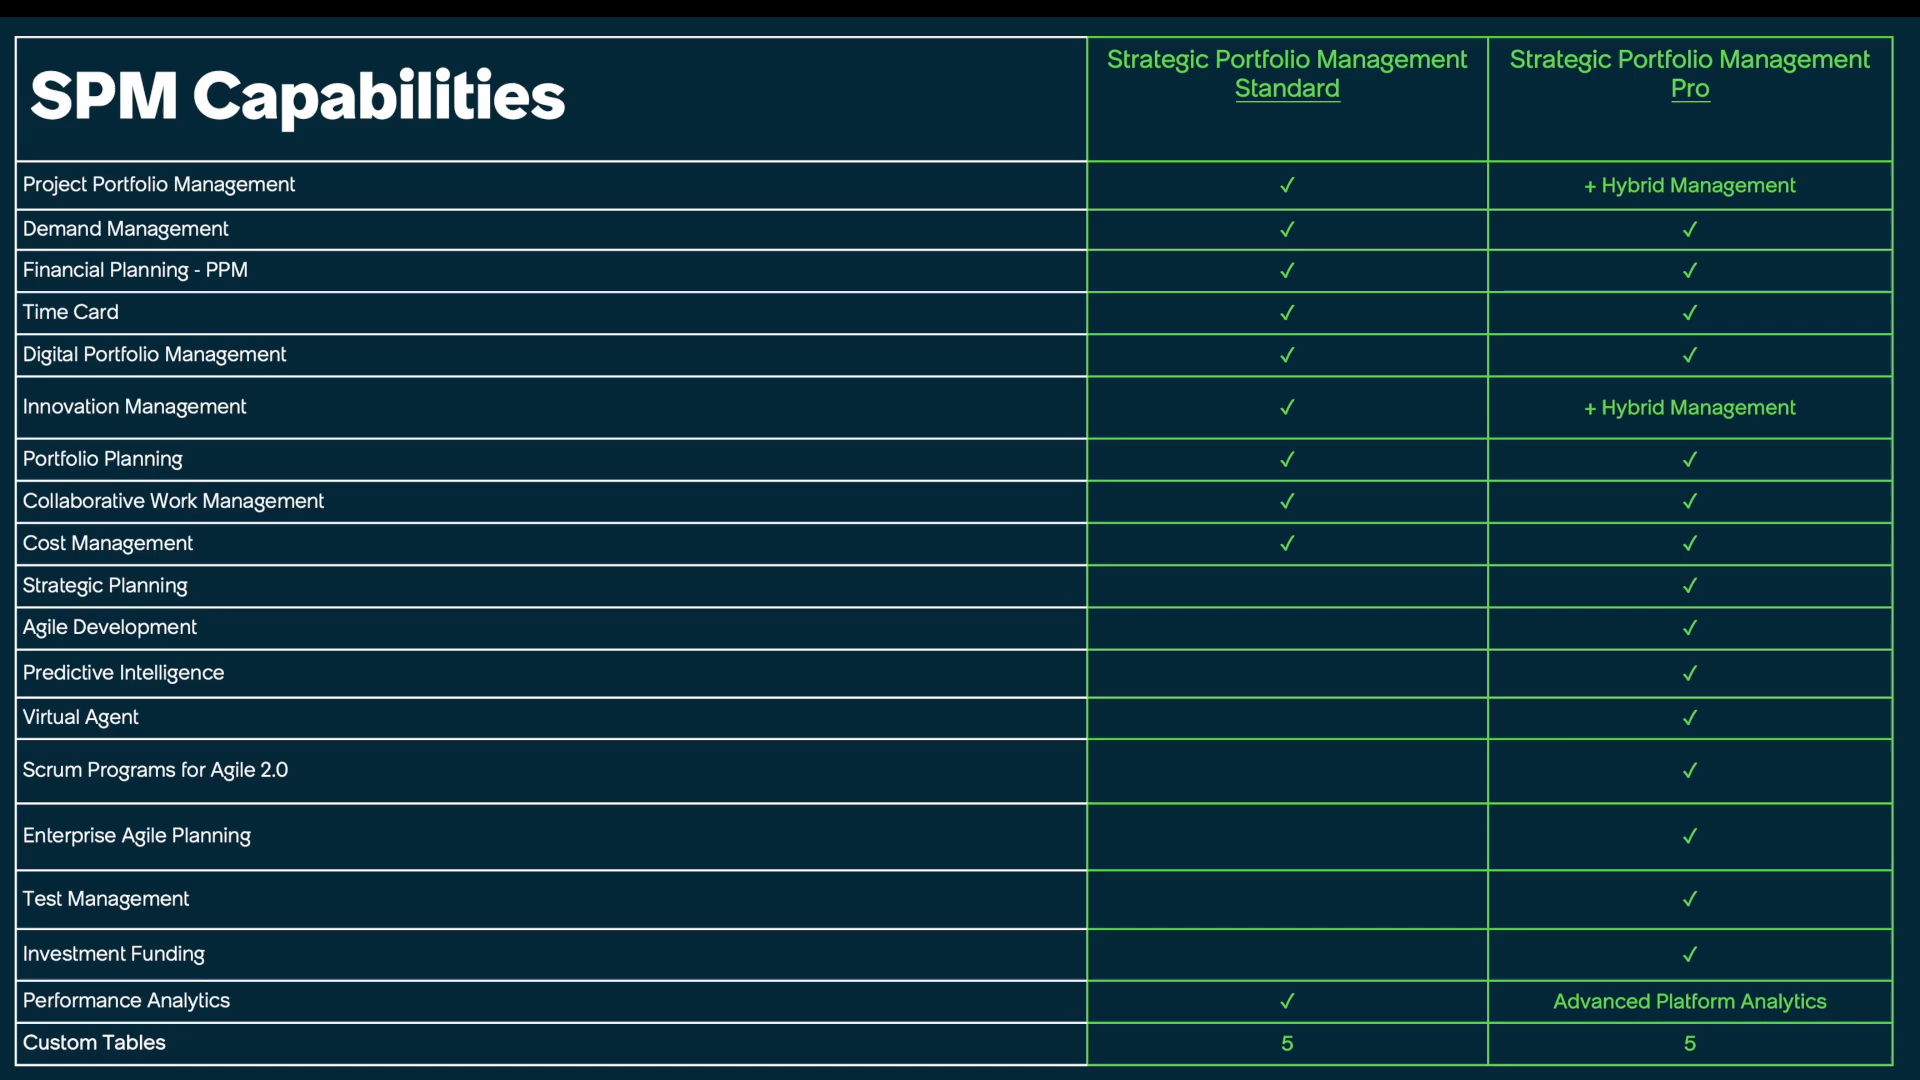 SPM Capabilities
Strategic Portfolio Management
Standard
Strategic Portfolio Management
Pro
Project Portfolio Management ✓ + Hybrid Management
Demand Management ✓ ✓
Financial Planning - PPM ✓ ✓
Time Card ✓ ✓
Digital Portfolio Management ✓ ✓
Innovation Management ✓ + Hybrid Management
Portfolio Planning ✓ ✓
Collaborative Work Management ✓ ✓
Cost Management ✓ ✓
Strategic Planning ✓
Agile Development ✓
Predictive Intelligence ✓
Virtual Agent ✓
Scrum Programs for Agile 2.0 ✓
Enterprise Agile Planning ✓
Test Management ✓
Investment Funding ✓
Performance Analytics ✓ Advanced Platform Analytics
Custom Tables 5 5